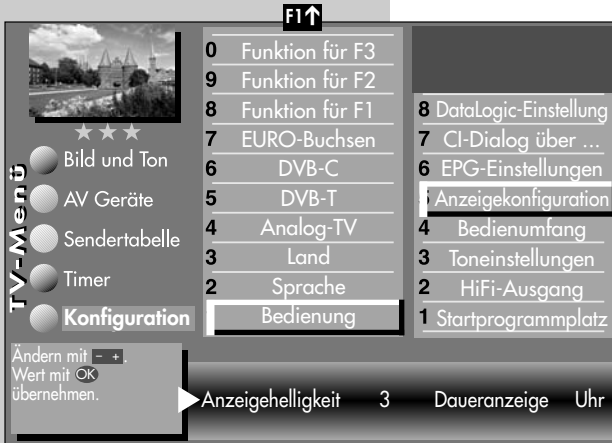 F1↑
TV-Menü
Bild und Ton
AV Geräte
Sendertabelle
Timer
Konfiguration
0 Funktion für F3
9 Funktion für F2
8 Funktion für F1
7 EURO-Buchsen
6 DVB-C
5 DVB-T
4 Analog-TV
3 Land
2 Sprache
Bedienung
8 DataLogic-Einstellung
7 CI-Dialog über ...
6 EPG-Einstellungen
5 Anzeigekonfiguration
4 Bedienumfang
3 Toneinstellungen
2 HiFi-Ausgang
1 Startprogrammplatz
Ändern mit - + .
Wert mit OK
übernehmen.
Anzeigehelligkeit 3 Daueranzeige Uhr